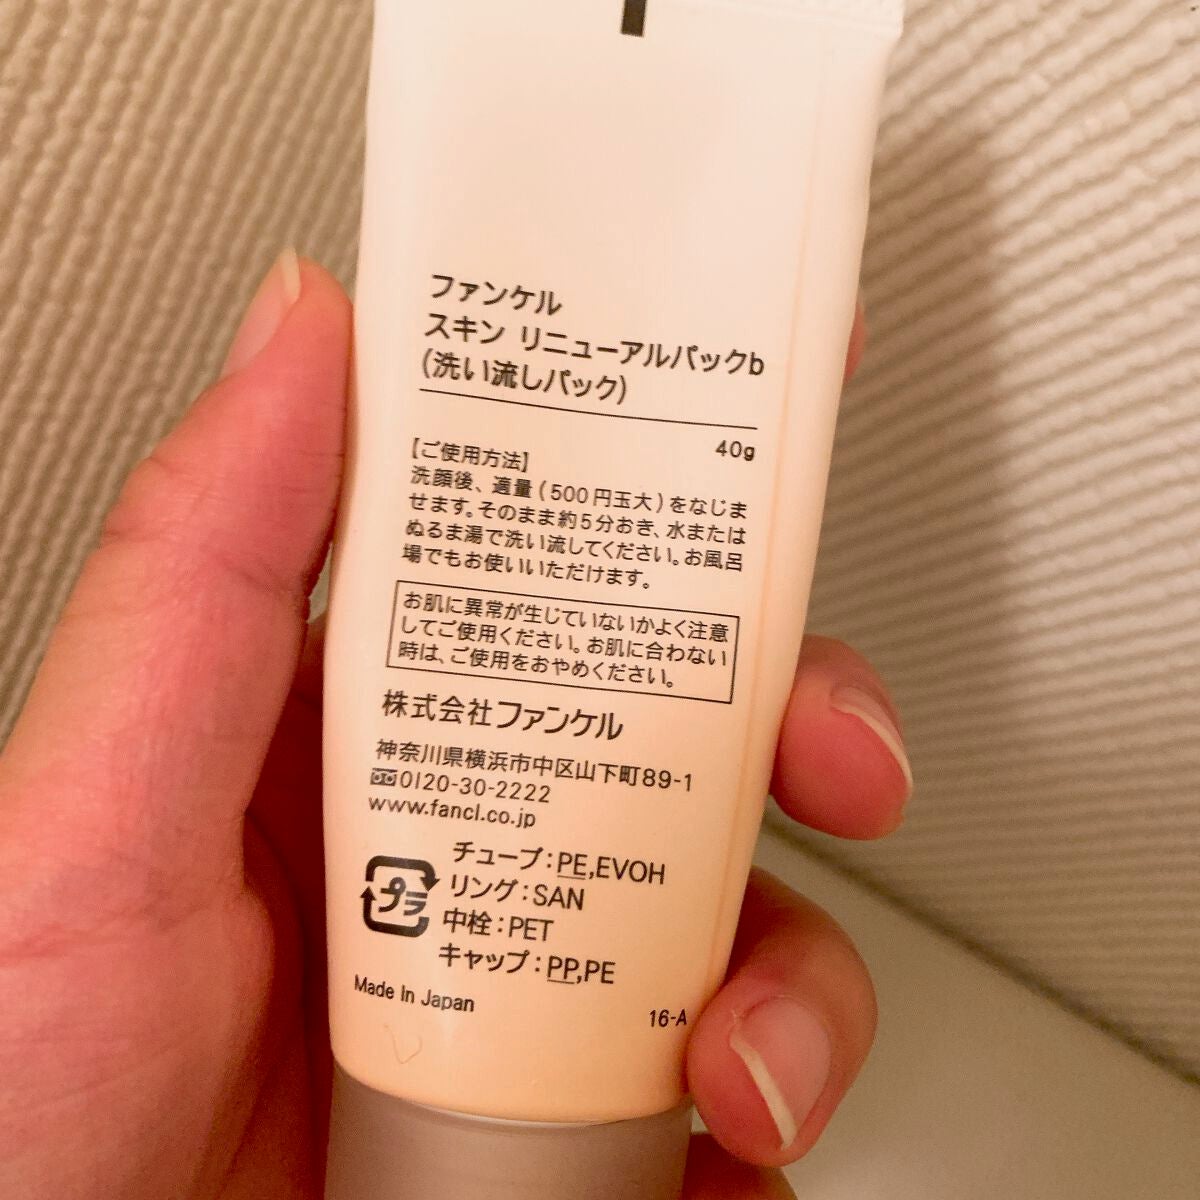 ファンケル
スキン リニューアルパックb
(洗い流しパック)
40g
【ご使用方法】
洗顔後、適量(500円玉大)をなじま
せます。そのまま約5分おき、水または
ぬるま湯で洗い流してください。お風呂
場でもお使いいただけます。
お肌に異常が生じていないかよく注意
してご使用ください。お肌に合わない
時は、ご使用をおやめください。
株式会社ファンケル
神奈川県横浜市中区山下町89-1
0120-30-2222
www.fancl.co.jp
チューブ:PE,EVOH
リング:SAN
中栓:PET
キャップ:PP,PE
プラ
Made In Japan
16-A